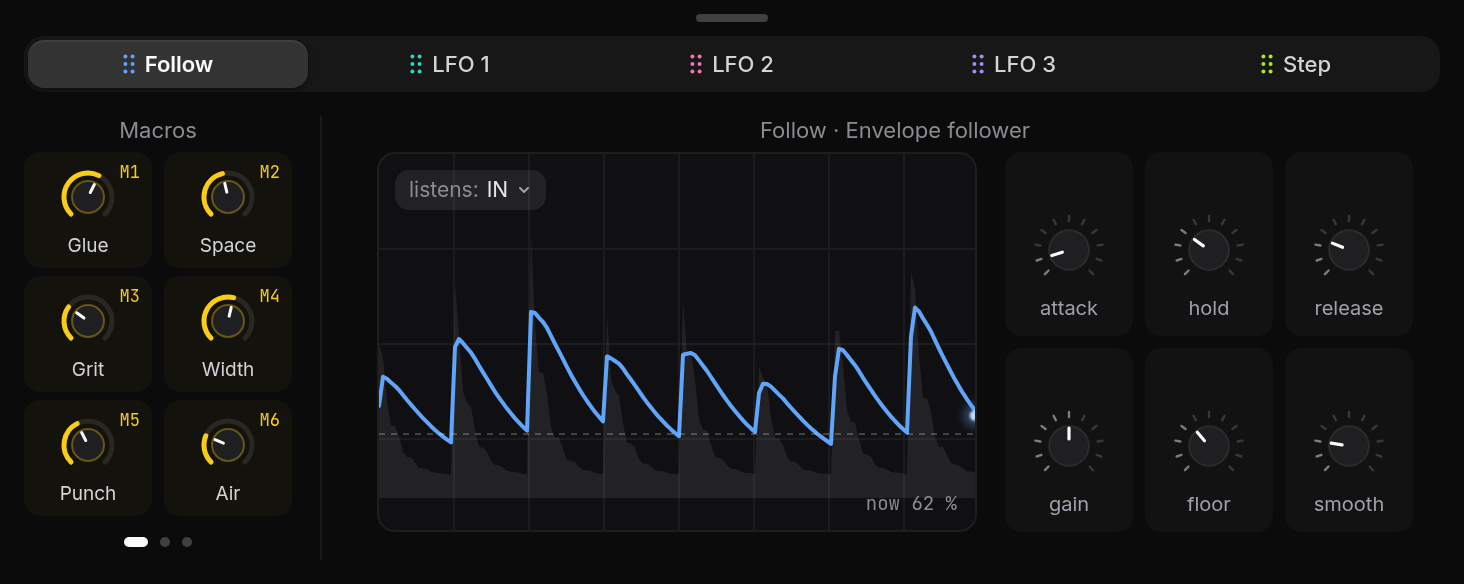 Follow
LFO 1
LFO 2
LFO 3
Step
Macros
M1
Glue
M2
Space
M3
Grit
M4
Width
M5
Punch
M6
Air
Follow · Envelope follower
listens: IN
now 62 %
attack
hold
release
gain
floor
smooth